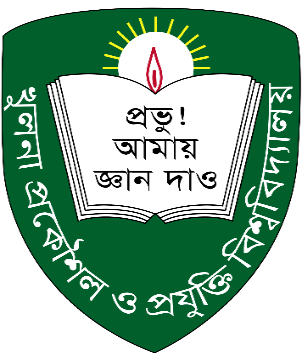 প্রভু!
আমায়
জ্ঞান দাও
খুলনা প্রকৌশল ও প্রযুক্তি বিশ্ববিদ্যালয়